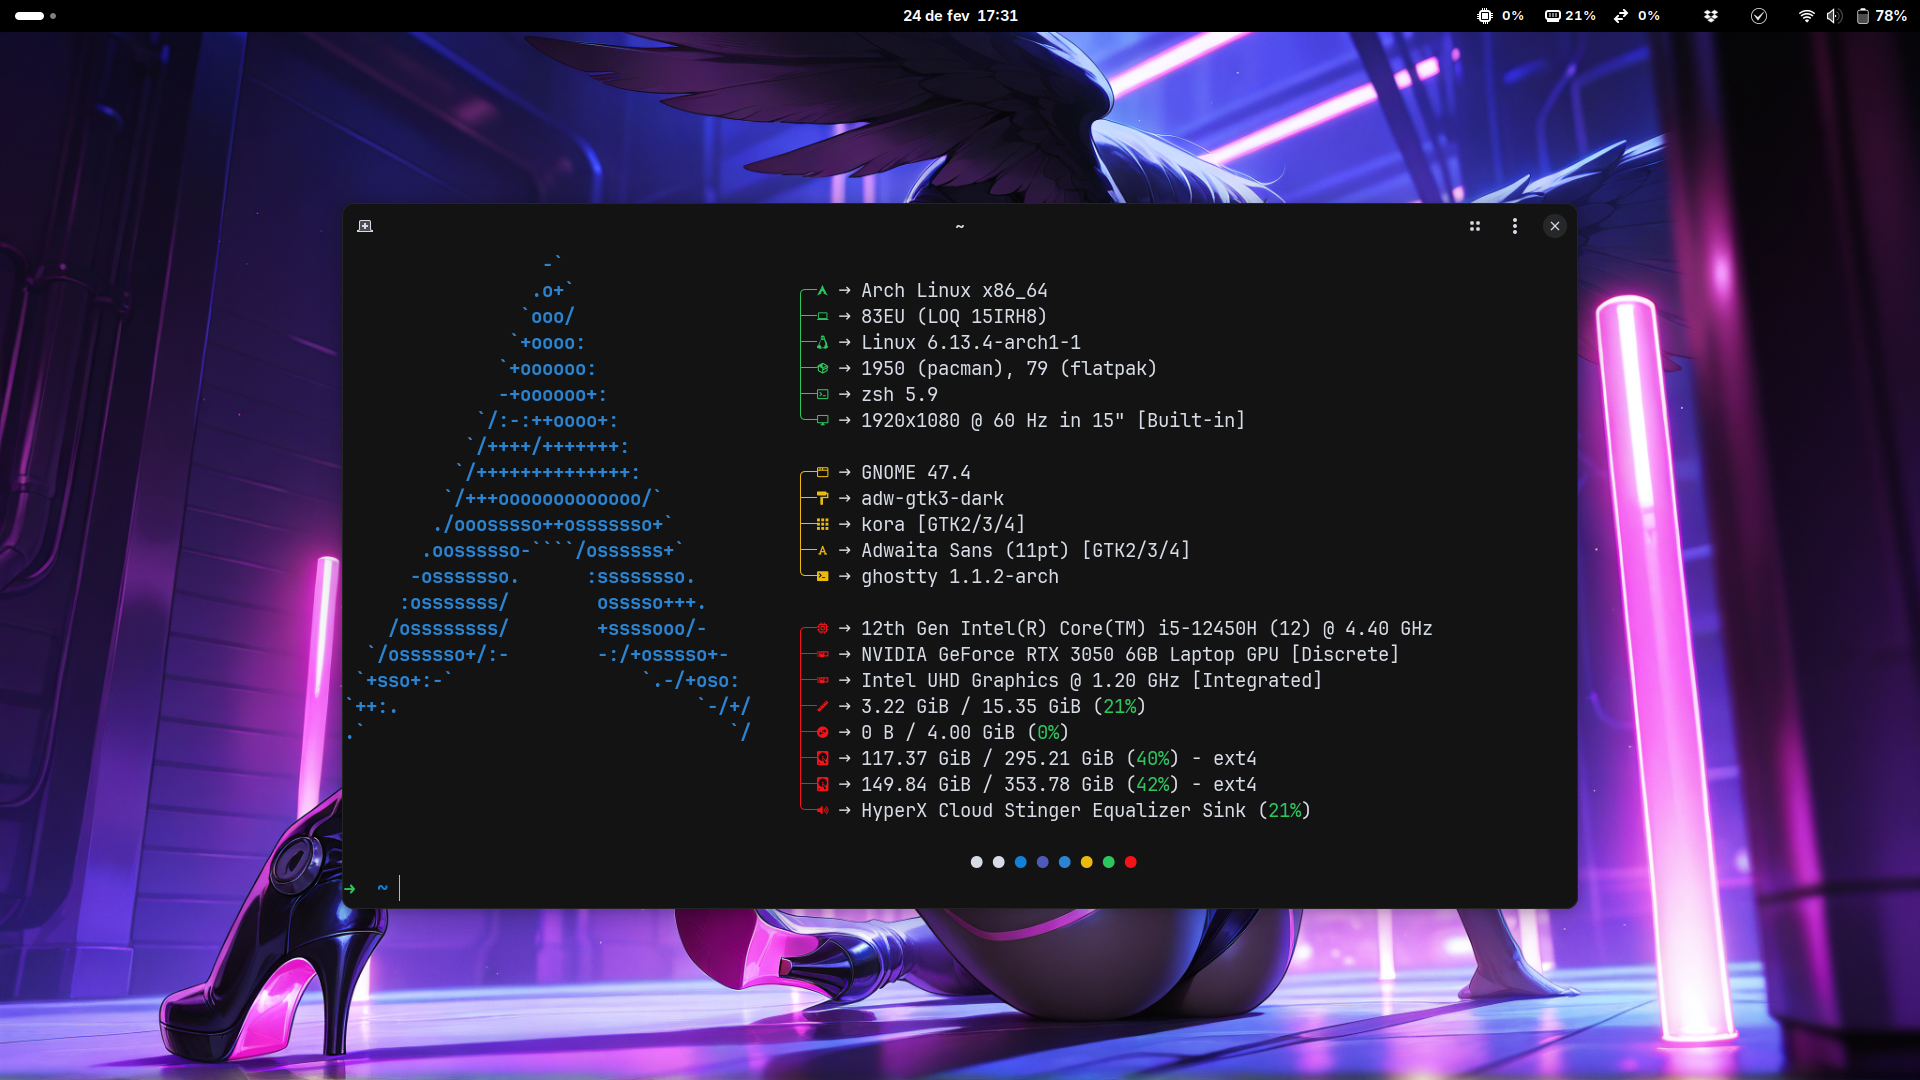 24 de fev 17:31
0% 21% 0% 78%
~
-`
.o+`
`ooo/
`+oooo:
`+oooooo:
-+oooooo+:
`/:-:++oooo+:
`/++++/+++++++:
`/++++++++++++++:
`/+++ooooooooooooo/`
./ooosssso++osssssso+`
.oossssso-````/ossssss+`
-osssssso. :ssssssso.
:osssssss/ osssso+++.
/ossssssss/ +ssssooo/-
`/ossssso+/:- -:/+osssso+-
`+sso+:-` `.-/+oso:
`++:. `-/+/
.` `/
→ Arch Linux x86_64
→ 83EU (LOQ 15IRH8)
→ Linux 6.13.4-arch1-1
→ 1950 (pacman), 79 (flatpak)
→ zsh 5.9
→ 1920x1080 @ 60 Hz in 15" [Built-in]
→ GNOME 47.4
→ adw-gtk3-dark
→ kora [GTK2/3/4]
→ Adwaita Sans (11pt) [GTK2/3/4]
→ ghostty 1.1.2-arch
→ 12th Gen Intel(R) Core(TM) i5-12450H (12) @ 4.40 GHz
→ NVIDIA GeForce RTX 3050 6GB Laptop GPU [Discrete]
→ Intel UHD Graphics @ 1.20 GHz [Integrated]
→ 3.22 GiB / 15.35 GiB (21%)
→ 0 B / 4.00 GiB (0%)
→ 117.37 GiB / 295.21 GiB (40%) - ext4
→ 149.84 GiB / 353.78 GiB (42%) - ext4
→ HyperX Cloud Stinger Equalizer Sink (21%)
→ ~